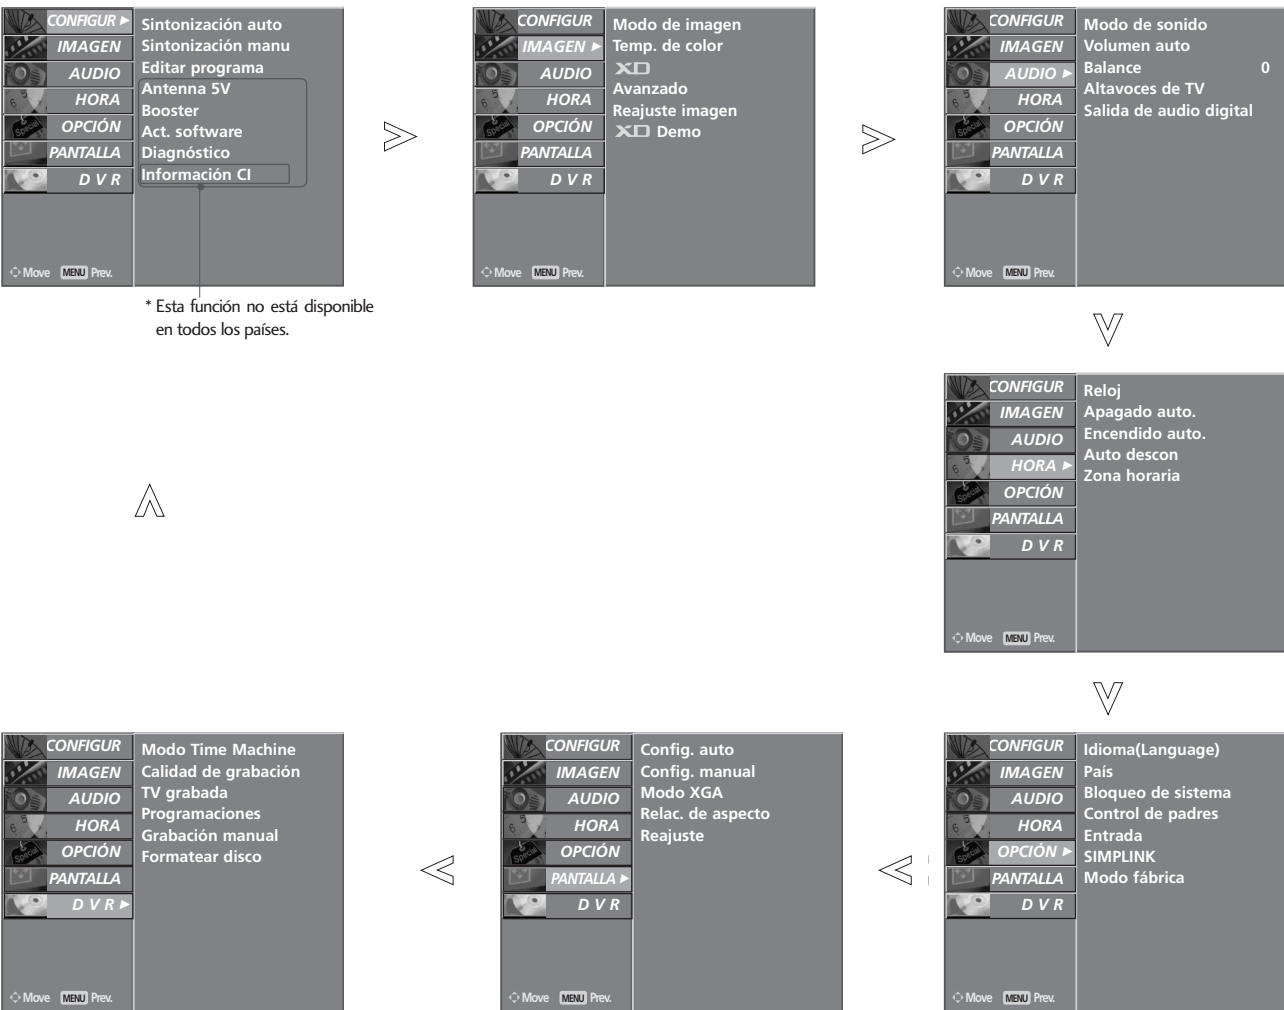 CONFIGUR
IMAGEN
AUDIO
HORA
OPCIÓN
PANTALLA
D V R
Sintonización auto
Sintonización manu
Editar programa
Antenna 5V
Booster
Act. software
Diagnóstico
Información CI
Move MENU Prev.
* Esta función no está disponible
en todos los países.
CONFIGUR
IMAGEN
AUDIO
HORA
OPCIÓN
PANTALLA
D V R
Modo de imagen
Temp. de color
XD
Avanzado
Reajuste imagen
XD Demo
Move MENU Prev.
CONFIGUR
IMAGEN
AUDIO
HORA
OPCIÓN
PANTALLA
D V R
Modo de sonido
Volumen auto
Balance 0
Altavoces de TV
Salida de audio digital
Move MENU Prev.
CONFIGUR
IMAGEN
AUDIO
HORA
OPCIÓN
PANTALLA
D V R
Reloj
Apagado auto.
Encendido auto.
Auto descon
Zona horaria
Move MENU Prev.
CONFIGUR
IMAGEN
AUDIO
HORA
OPCIÓN
PANTALLA
D V R
Modo Time Machine
Calidad de grabación
TV grabada
Programaciones
Grabación manual
Formatear disco
Move MENU Prev.
CONFIGUR
IMAGEN
AUDIO
HORA
OPCIÓN
PANTALLA
D V R
Config. auto
Config. manual
Modo XGA
Relac. de aspecto
Reajuste
Move MENU Prev.
CONFIGUR
IMAGEN
AUDIO
HORA
OPCIÓN
PANTALLA
D V R
Idioma(Language)
País
Bloqueo de sistema
Control de padres
Entrada
SIMPLINK
Modo fábrica
Move MENU Prev.